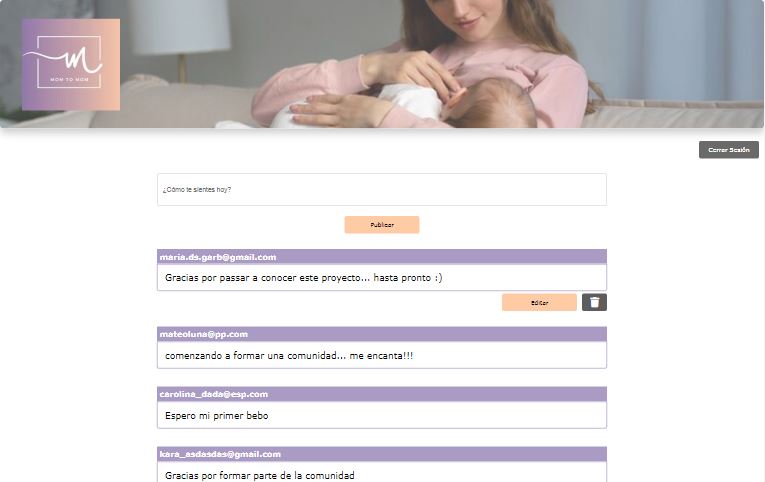 MOM TO MOM
Cerrar Sesión
¿Cómo te sientes hoy?
Publicar
maria.ds.garb@gmail.com
Gracias por passar a conocer este proyecto... hasta pronto :)
Editar
mateoluna@pp.com
comenzando a formar una comunidad... me encanta!!!
carolina_dada@esp.com
Espero mi primer bebo
kara_asdasdas@gmail.com
Gracias por formar parte de la comunidad